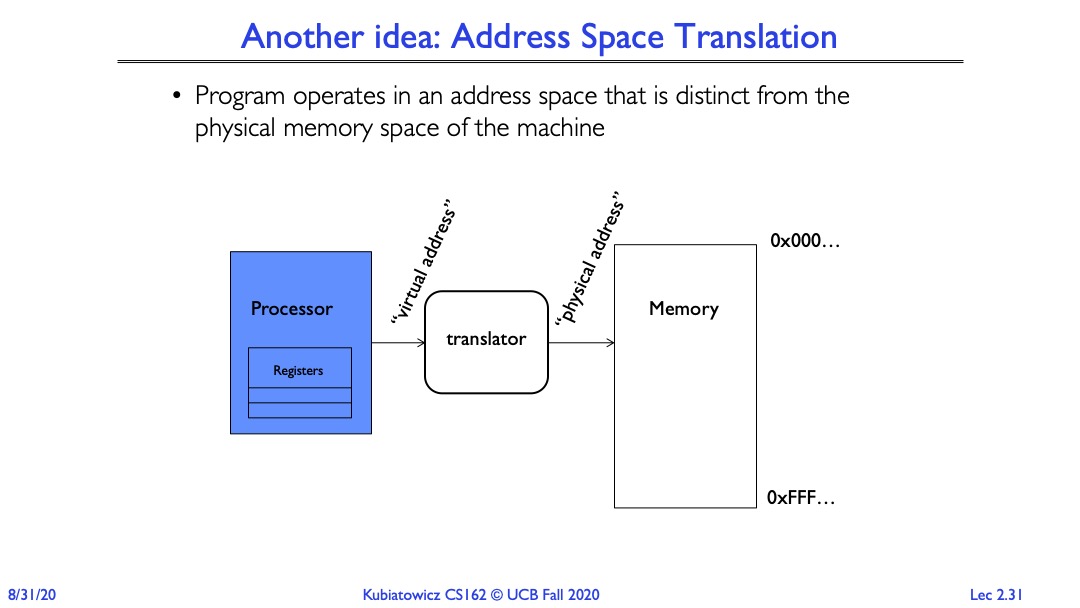 Another idea: Address Space Translation
• Program operates in an address space that is distinct from the
physical memory space of the machine
“virtual address”
“physical address”
0x000…
Processor
Memory
translator
Registers
0xFFF…
8/31/20
Kubiatowicz CS162 © UCB Fall 2020
Lec 2.31